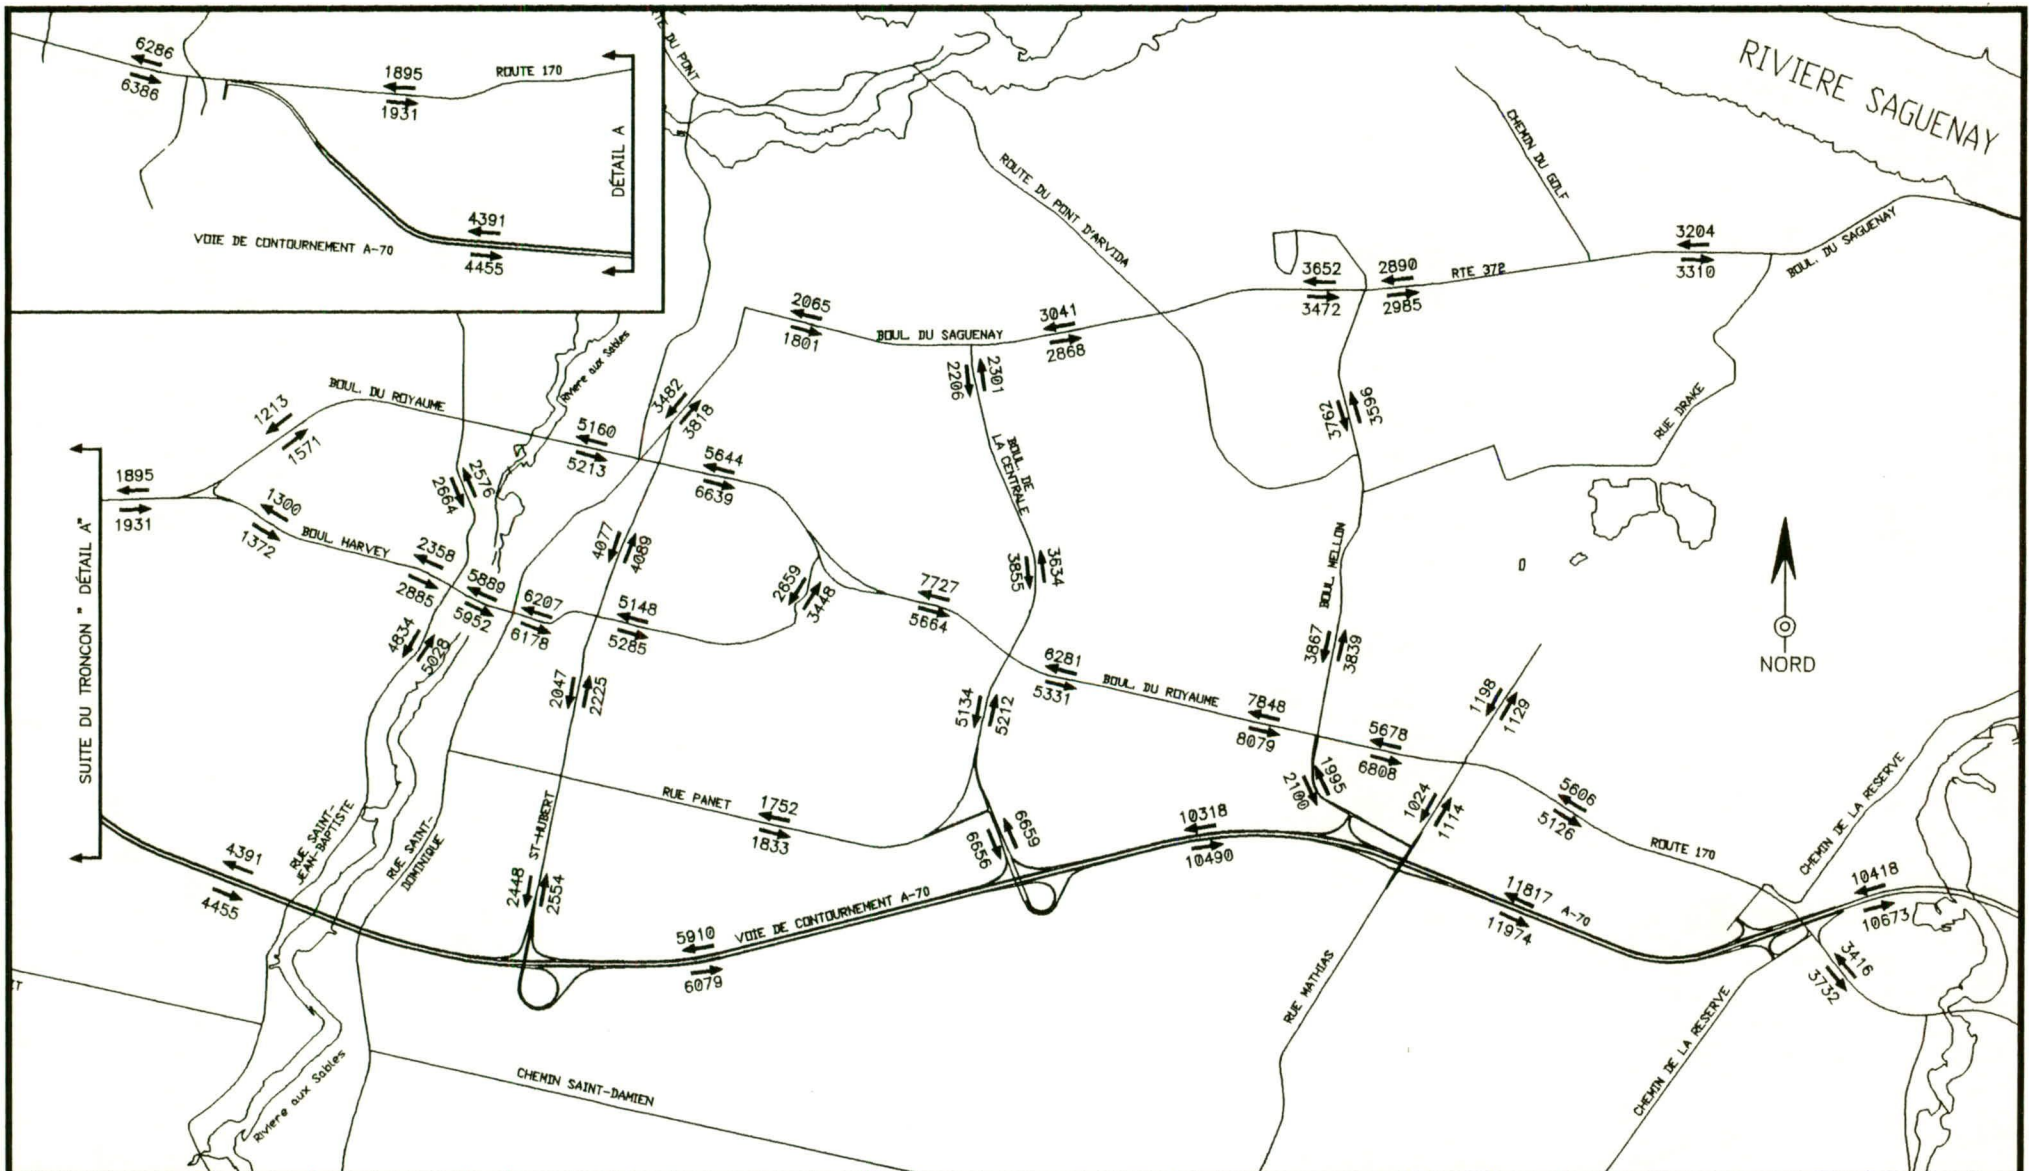 6286
6386
1895
1931
ROUTE 170
DÉTAIL A
4391
4455
VOIE DE CONTOURNEMENT A-70
DU PONT
RIVIERE SAGUENAY
CHEMIN DU GOLF
ROUTE DU PONT D'ARVIDA
3204
3310
BOUL. DU SAGUENAY
RTE 372
3652
3472
2890
2985
2065
1801
BOUL. DU SAGUENAY
3041
2868
2206
2301
Riviere aux Sables
BOUL. DU ROYAUME
1213
1571
3482
3818
3762
3596
RUE DRAKE
5160
5213
5644
6639
BOUL. DE
LA CENTRALE
1895
1931
2664
2576
1300
1372
BOUL. HARVEY
2358
2885
5889
5952
6207
6178
4077
4089
5148
5285
2659
3448
7727
5664
3855
3634
BOUL. MELLON
3867
3839
NORD
SUITE DU TRONCON " DÉTAIL A"
4834
5028
2047
2225
5134
5212
6281
5331
BOUL. DU ROYAUME
7848
8079
5678
6808
1198
1129
2100
1995
1024
1114
5606
5126
ROUTE 170
CHEMIN DE LA RESERVE
RUE PANET
1752
1833
RUE SAINT-
JEAN-BAPTISTE
RUE SAINT-
DOMINIQUE
ST-HUBERT
2448
2554
6656
6659
10318
10490
4391
4455
5910
6079
VOIE DE CONTOURNEMENT A-70
11817
11974
A-70
10418
10673
3416
3732
RUE MATHIAS
CHEMIN DE LA RESERVE
CHEMIN SAINT-DAMIEN
Riviere aux Sables